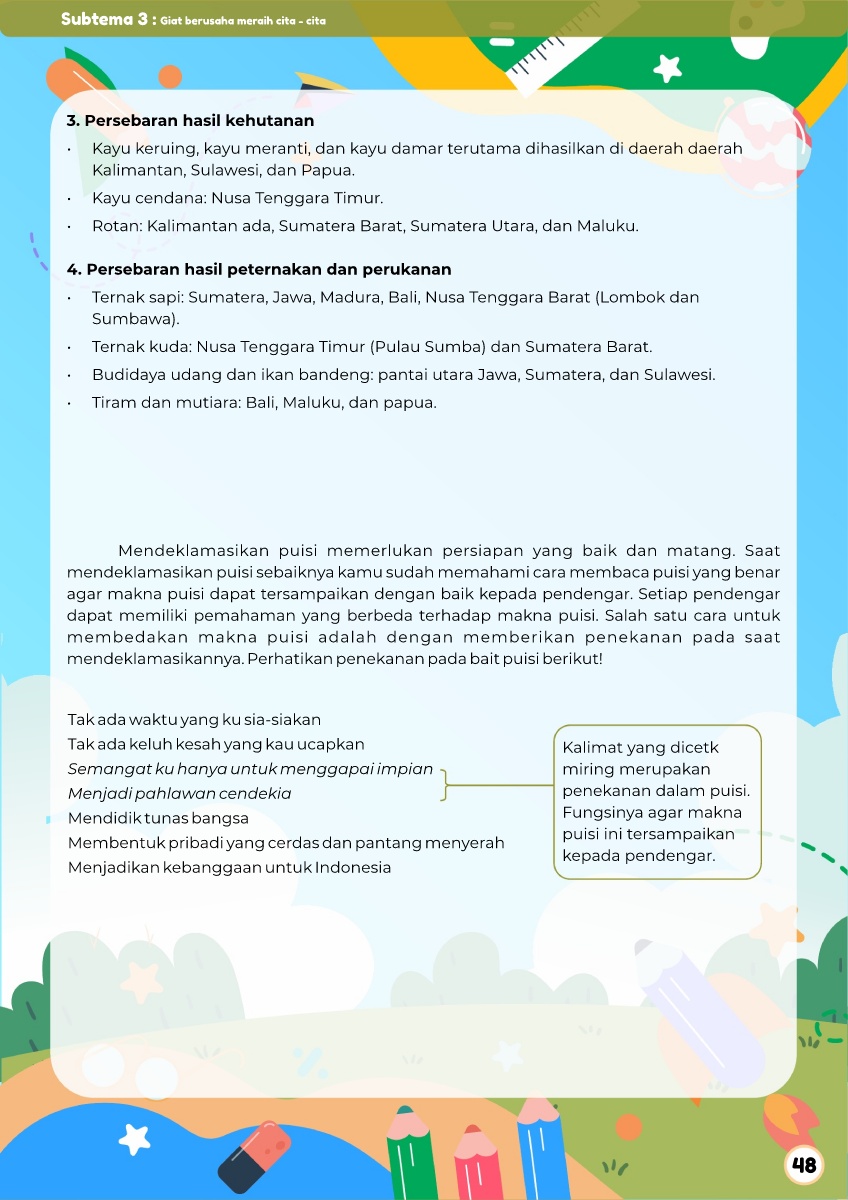 Subtema 3 : Giat berusaha meraih cita - cita
3. Persebaran hasil kehutanan
• Kayu keruing, kayu meranti, dan kayu damar terutama dihasilkan di daerah daerah
Kalimantan, Sulawesi, dan Papua.
• Kayu cendana: Nusa Tenggara Timur.
• Rotan: Kalimantan ada, Sumatera Barat, Sumatera Utara, dan Maluku.
4. Persebaran hasil peternakan dan perukanan
• Ternak sapi: Sumatera, Jawa, Madura, Bali, Nusa Tenggara Barat (Lombok dan
Sumbawa).
• Ternak kuda: Nusa Tenggara Timur (Pulau Sumba) dan Sumatera Barat.
• Budidaya udang dan ikan bandeng: pantai utara Jawa, Sumatera, dan Sulawesi.
• Tiram dan mutiara: Bali, Maluku, dan papua.
Mendeklamasikan puisi memerlukan persiapan yang baik dan matang. Saat
mendeklamasikan puisi sebaiknya kamu sudah memahami cara membaca puisi yang benar
agar makna puisi dapat tersampaikan dengan baik kepada pendengar. Setiap pendengar
dapat memiliki pemahaman yang berbeda terhadap makna puisi. Salah satu cara untuk
membedakan makna puisi adalah dengan memberikan penekanan pada saat
mendeklamasikannya. Perhatikan penekanan pada bait puisi berikut!
Tak ada waktu yang ku sia-siakan
Tak ada keluh kesah yang kau ucapkan
Semangat ku hanya untuk menggapai impian
Menjadi pahlawan cendekia
Mendidik tunas bangsa
Membentuk pribadi yang cerdas dan pantang menyerah
Menjadikan kebanggaan untuk Indonesia
Kalimat yang dicetk
miring merupakan
penekanan dalam puisi.
Fungsinya agar makna
puisi ini tersampaikan
kepada pendengar.
48